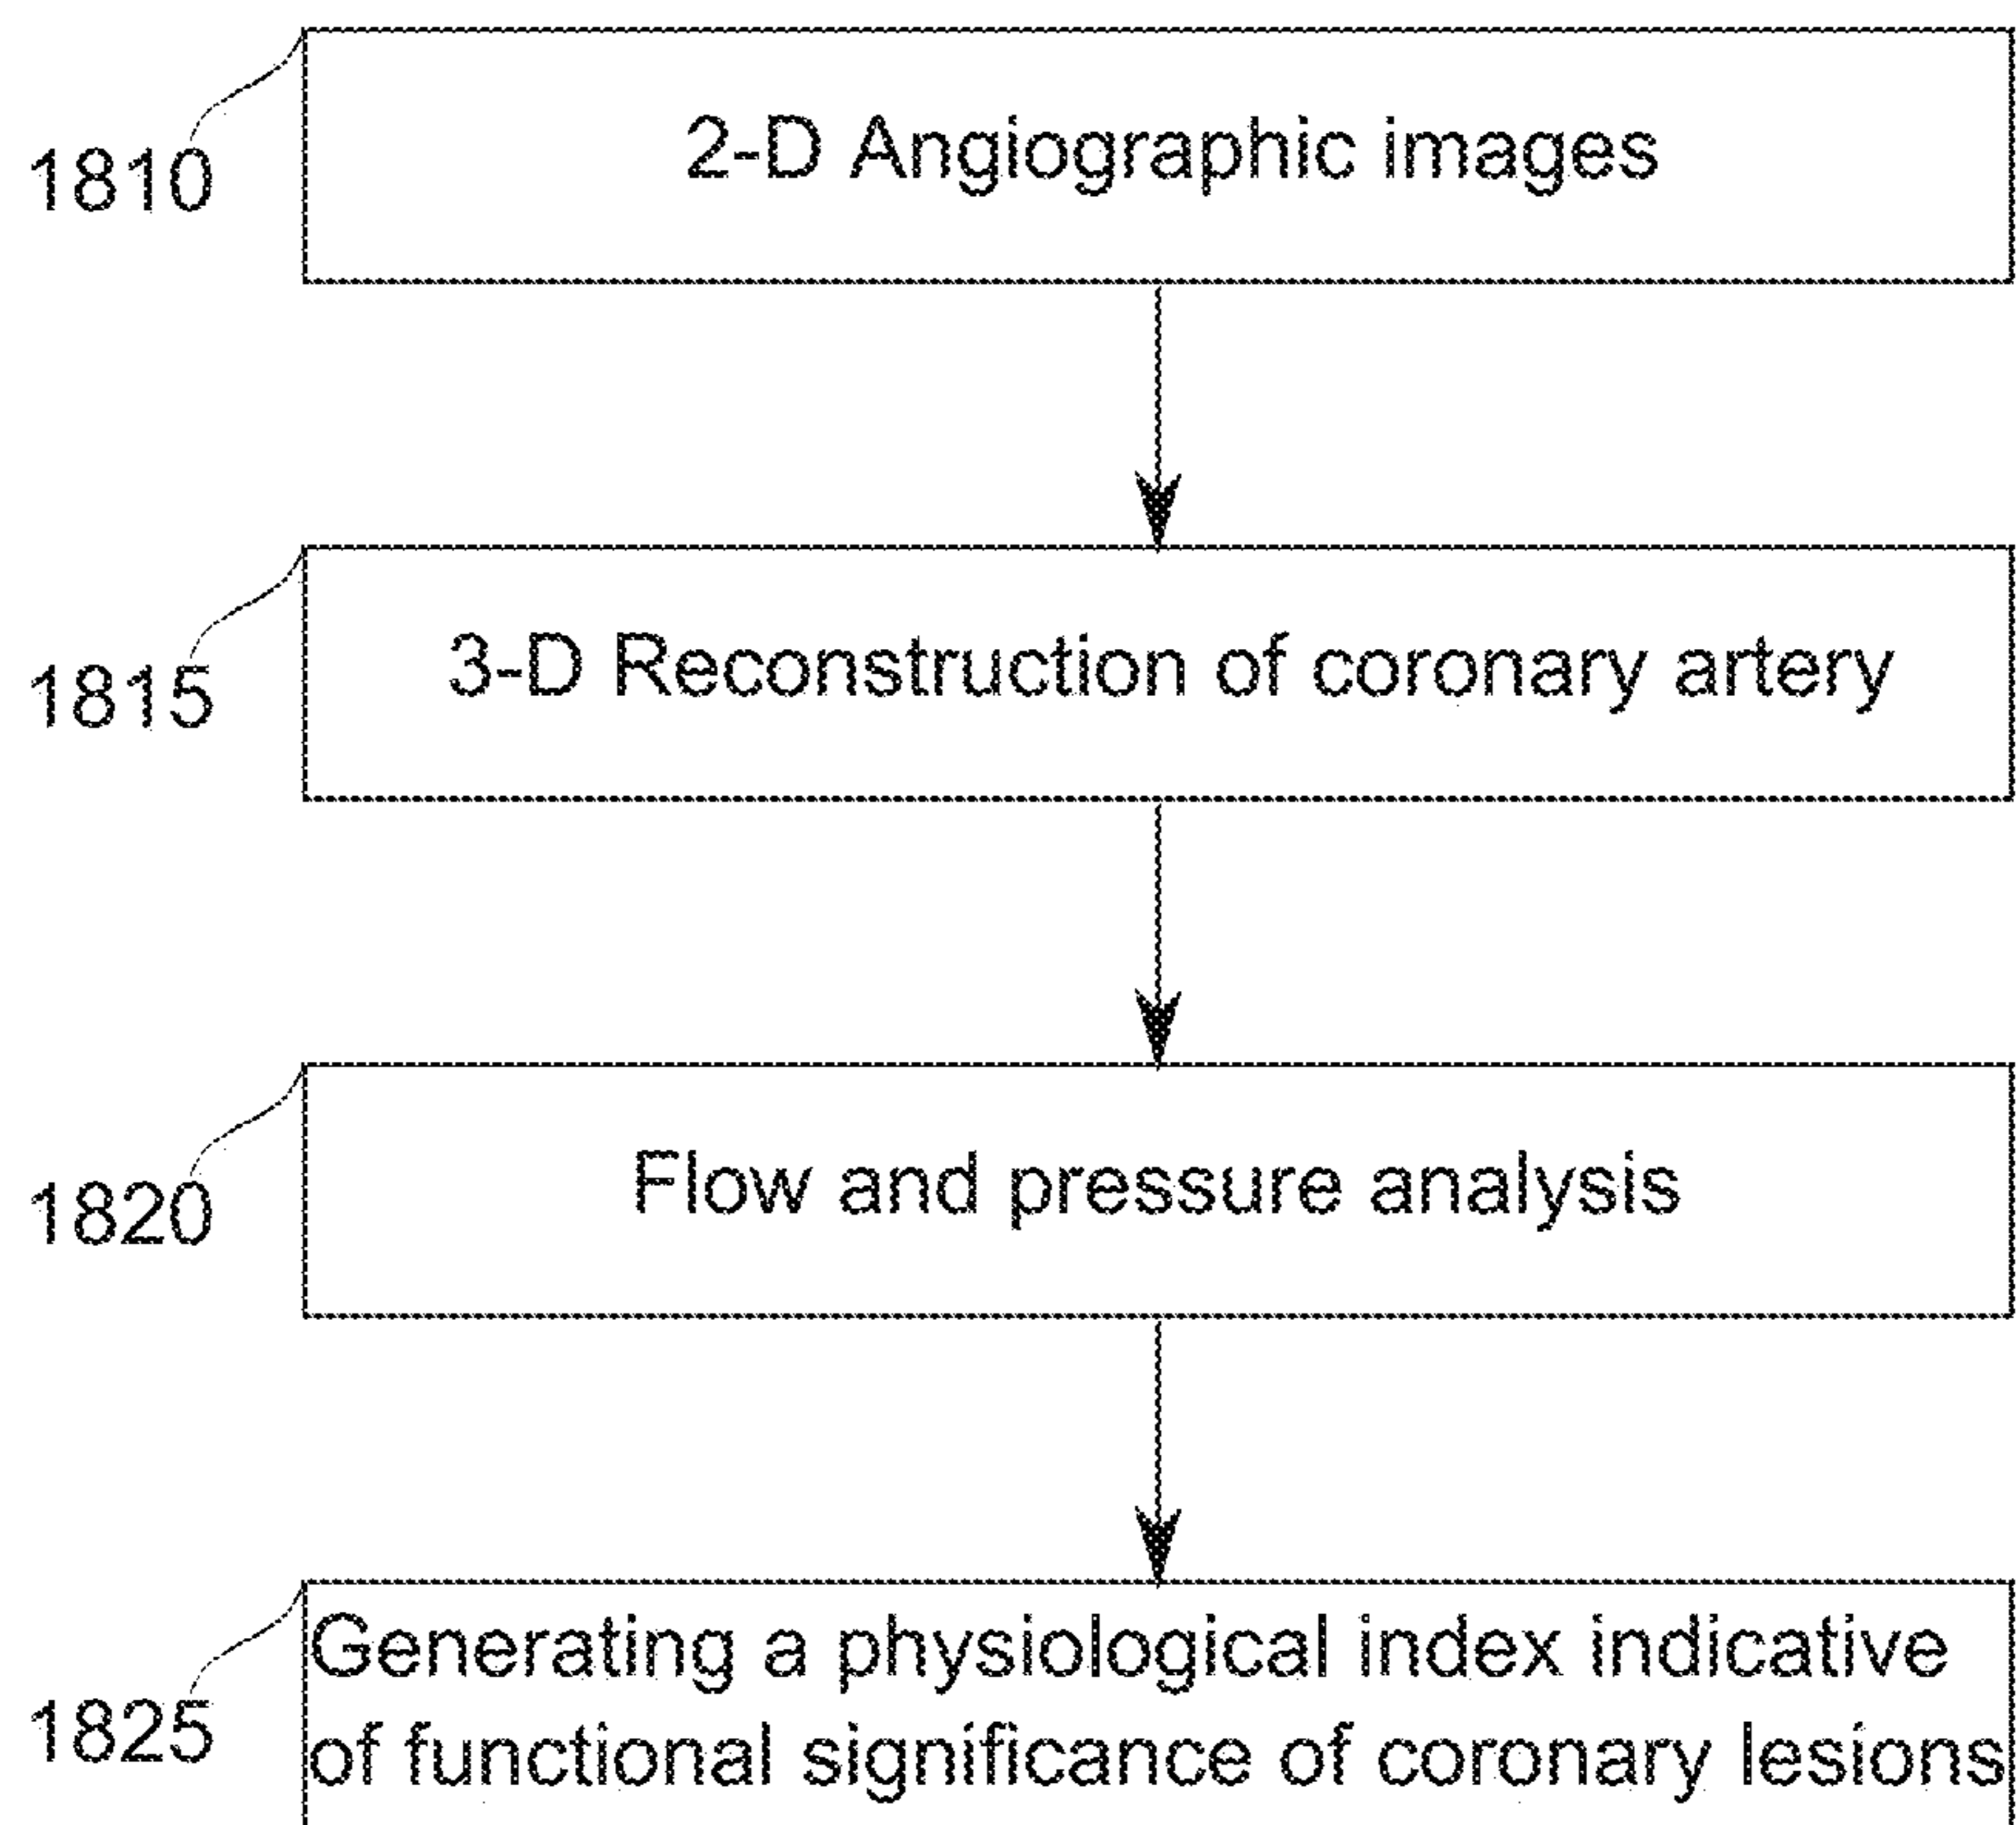 1810
2-D Angiographic images
1815
3-D Reconstruction of coronary artery
1820
Flow and pressure analysis
1825
Generating a physiological index indicative
of functional significance of coronary lesions